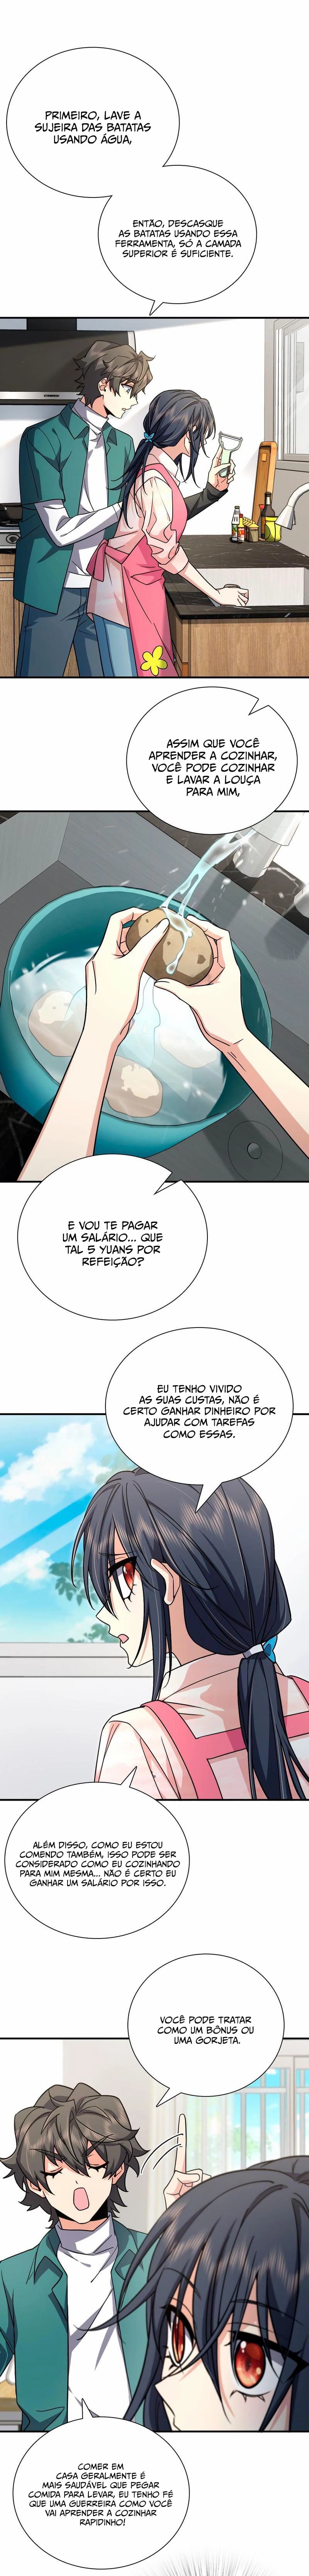 PRIMEIRO, LAVE A
SUJEIRA DAS BATATAS
USANDO ÁGUA,
ENTÃO, DESCASQUE
AS BATATAS USANDO ESSA
FERRAMENTA, SÓ A CAMADA
SUPERIOR É SUFICIENTE.
ASSIM QUE VOCÊ
APRENDER A COZINHAR,
VOCÊ PODE COZINHAR
E LAVAR A LOUÇA
PARA MIM,
E VOU TE PAGAR
UM SALÁRIO... QUE
TAL 5 YUANS POR
REFEIÇÃO?
EU TENHO VIVIDO
AS SUAS CUSTAS, NÃO É
CERTO GANHAR DINHEIRO POR
AJUDAR COM TAREFAS
COMO ESSAS.
ALÉM DISSO, COMO EU ESTOU
COMENDO TAMBÉM, ISSO PODE SER
CONSIDERADO COMO EU COZINHANDO
PARA MIM MESMA... NÃO É CERTO EU
GANHAR UM SALÁRIO POR ISSO.
VOCÊ PODE TRATAR
COMO UM BÔNUS OU
UMA GORJETA.
COMER EM
CASA GERALMENTE É
MAIS SAUDÁVEL QUE PEGAR
COMIDA PARA LEVAR, EU TENHO FÉ
QUE UMA GUERREIRA COMO VOCÊ
VAI APRENDER A COZINHAR
RAPIDINHO!